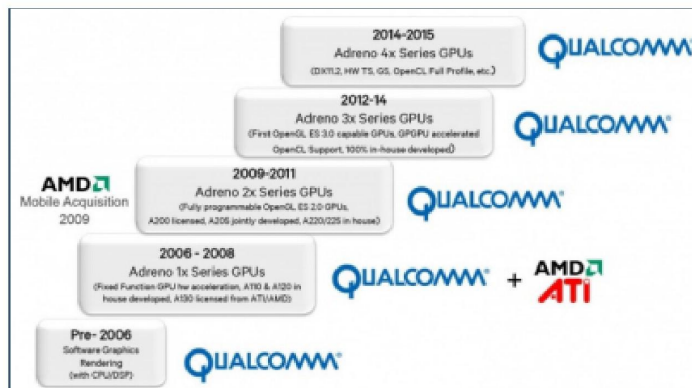 2014-2015
Adreno 4x Series GPUs
(DX11.2, HW TS, GS, OpenCL Full Profile, etc.)
QUALCOMM®
2012-14
Adreno 3x Series GPUs
(First OpenGL ES 3.0 capable GPUs, GPGPU accelerated
OpenCL Support, 100% in-house developed()
QUALCOMM®
AMD
Mobile Acquisition
2009
2009-2011
Adreno 2x Series GPUs
(Fully programmable OpenGL ES 2.0 GPUs,
A200 licensed, A205 jointly developed, A220/225 in house)
QUALCOMM®
2006 - 2008
Adreno 1x Series GPUs
(Fixed Function GPU hw acceleration, A110 & A120 in
house developed, A130 licensed from ATI/AMD)
QUALCOMM® + AMD
ATI
Pre- 2006
Software Graphics
Rendering
(with CPU/DSP)
QUALCOMM®